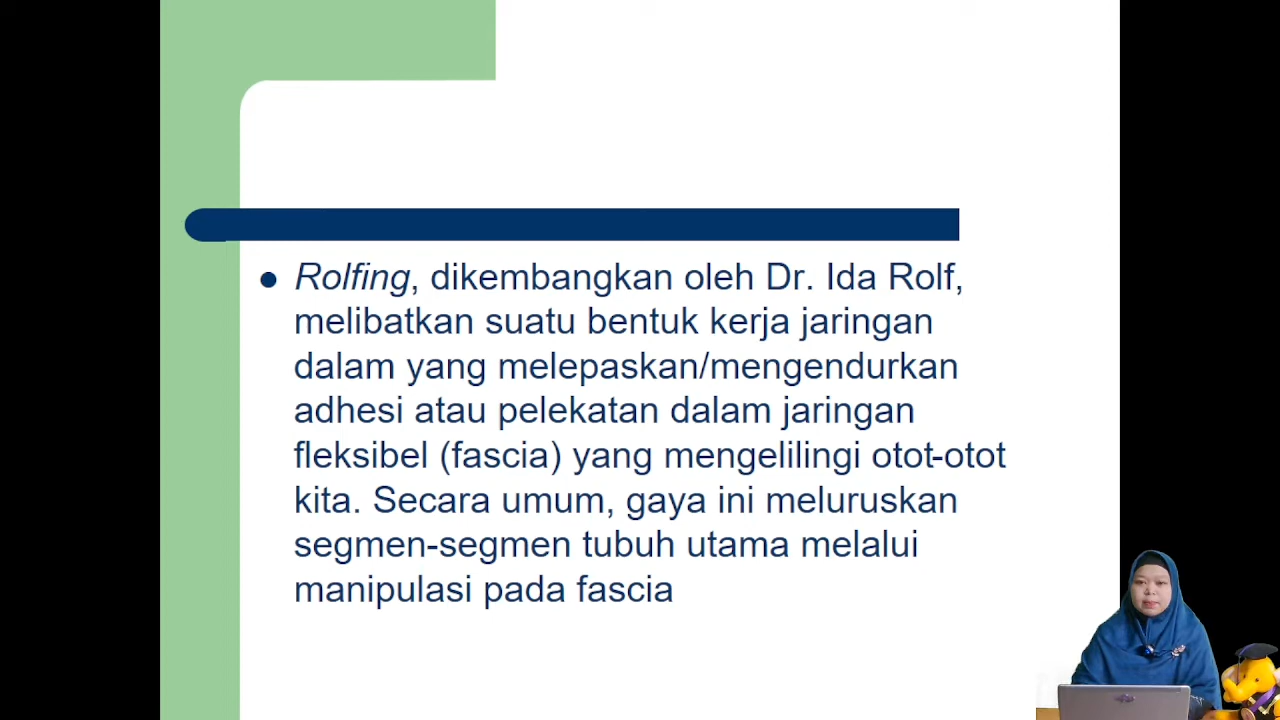 Rolfing, dikembangkan oleh Dr. Ida Rolf,
melibatkan suatu bentuk kerja jaringan
dalam yang melepaskan/mengendurkan
adhesi atau pelekatan dalam jaringan
fleksibel (fascia) yang mengelilingi otot-otot
kita. Secara umum, gaya ini meluruskan
segmen-segmen tubuh utama melalui
manipulasi pada fascia